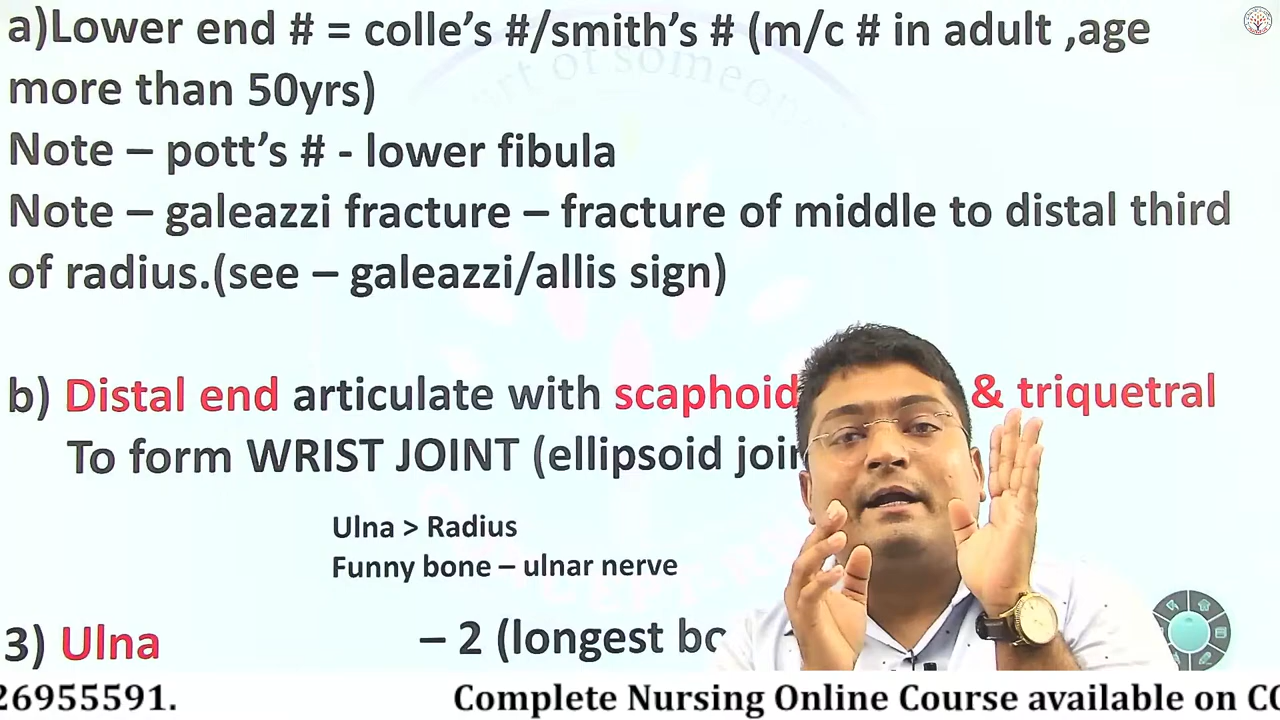 a)Lower end # = colle’s #/smith’s # (m/c # in adult ,age
more than 50yrs)
Note – pott’s # - lower fibula
Note – galeazzi fracture – fracture of middle to distal third
of radius.(see – galeazzi/allis sign)
b) Distal end articulate with scaphoid & triquetral
To form WRIST JOINT (ellipsoid join
Ulna > Radius
Funny bone – ulnar nerve
3) Ulna – 2 (longest bo
26955591. Complete Nursing Online Course available on CO